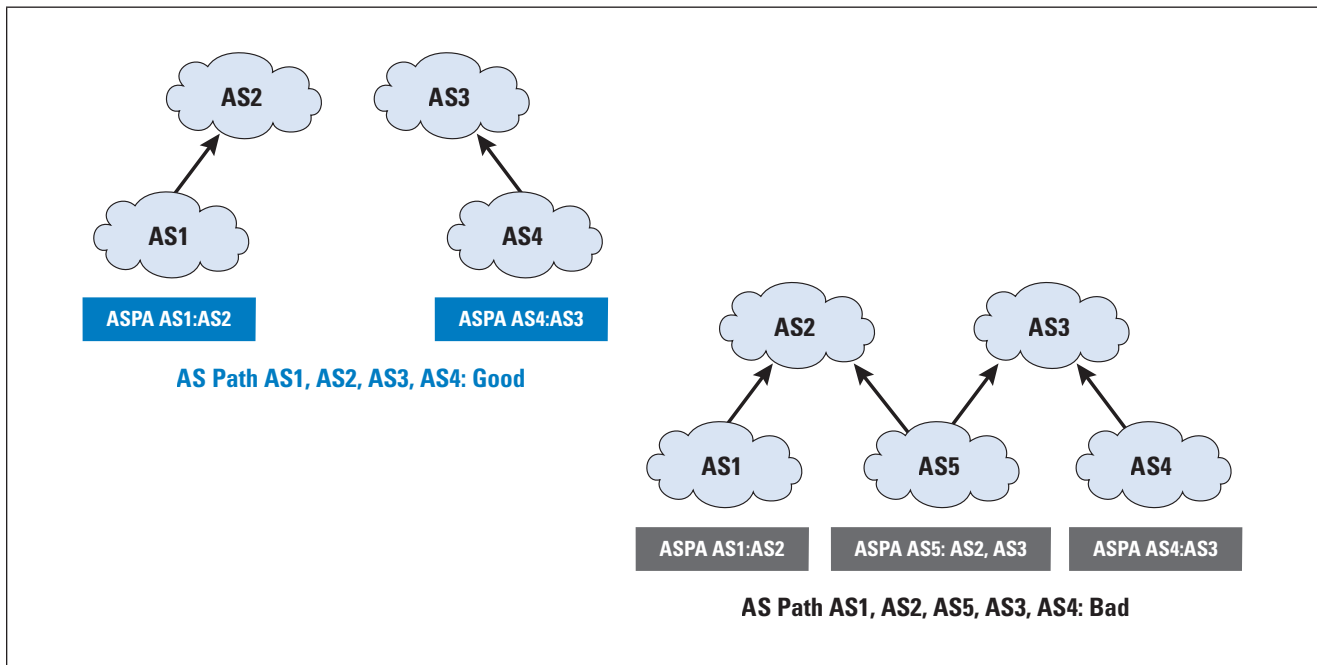 AS2
AS3
AS1
AS4
ASPA AS1:AS2
ASPA AS4:AS3
AS Path AS1, AS2, AS3, AS4: Good
AS2
AS3
AS1
AS5
AS4
ASPA AS1:AS2
ASPA AS5: AS2, AS3
ASPA AS4:AS3
AS Path AS1, AS2, AS5, AS3, AS4: Bad